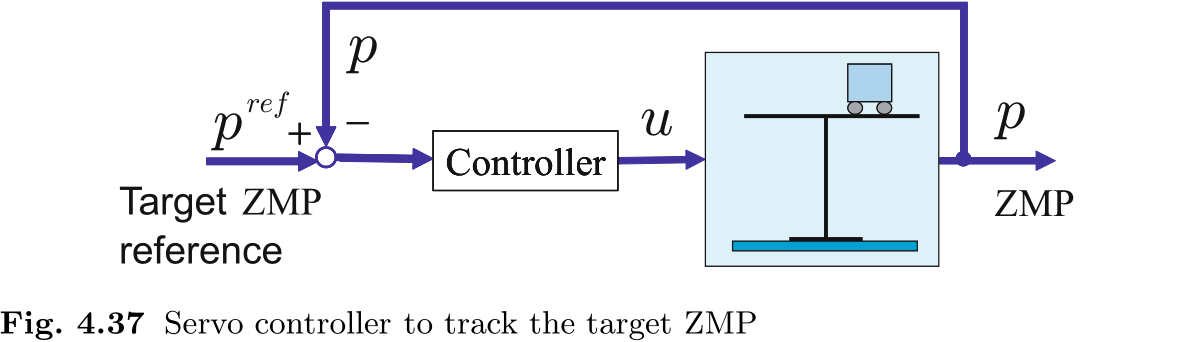 p
p^{ref} + −
u
p
Controller
Target ZMP
reference
ZMP
Fig. 4.37 Servo controller to track the target ZMP